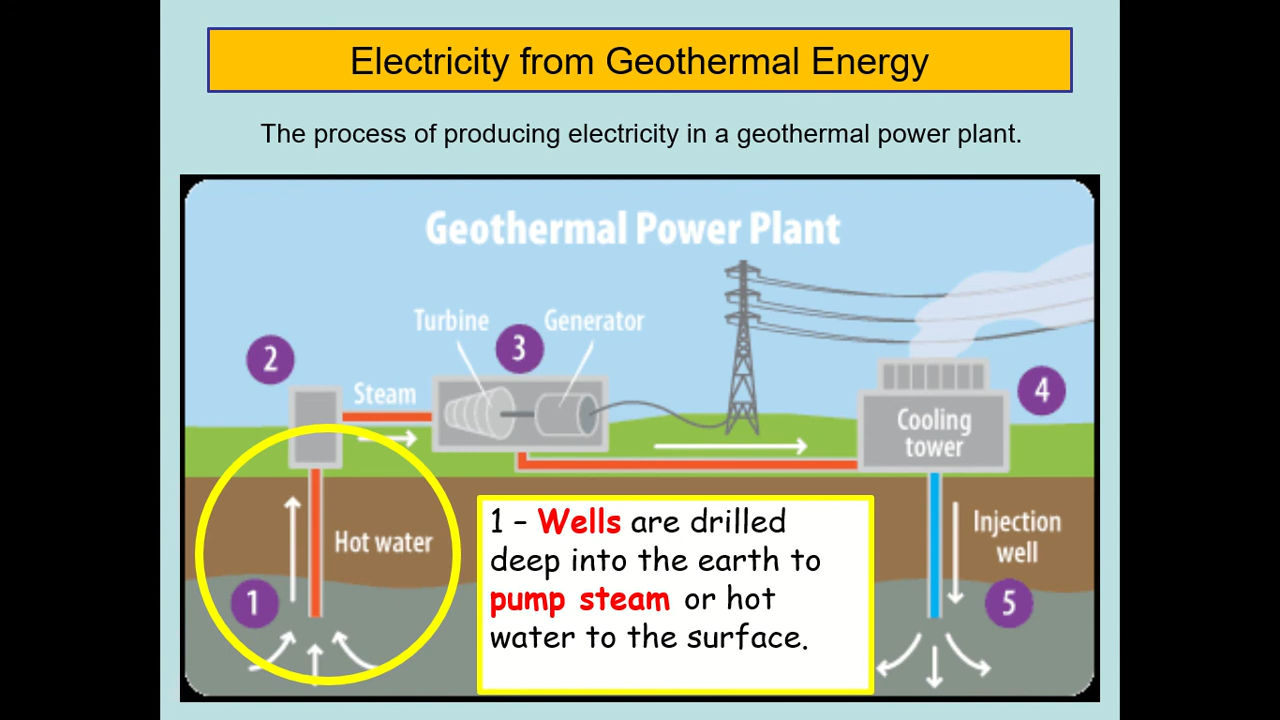 Electricity from Geothermal Energy
The process of producing electricity in a geothermal power plant.
Geothermal Power Plant
Turbine
Generator
3
2
Steam
4
Cooling
tower
Hot water
1
1 – Wells are drilled
deep into the earth to
pump steam or hot
water to the surface.
Injection
well
5